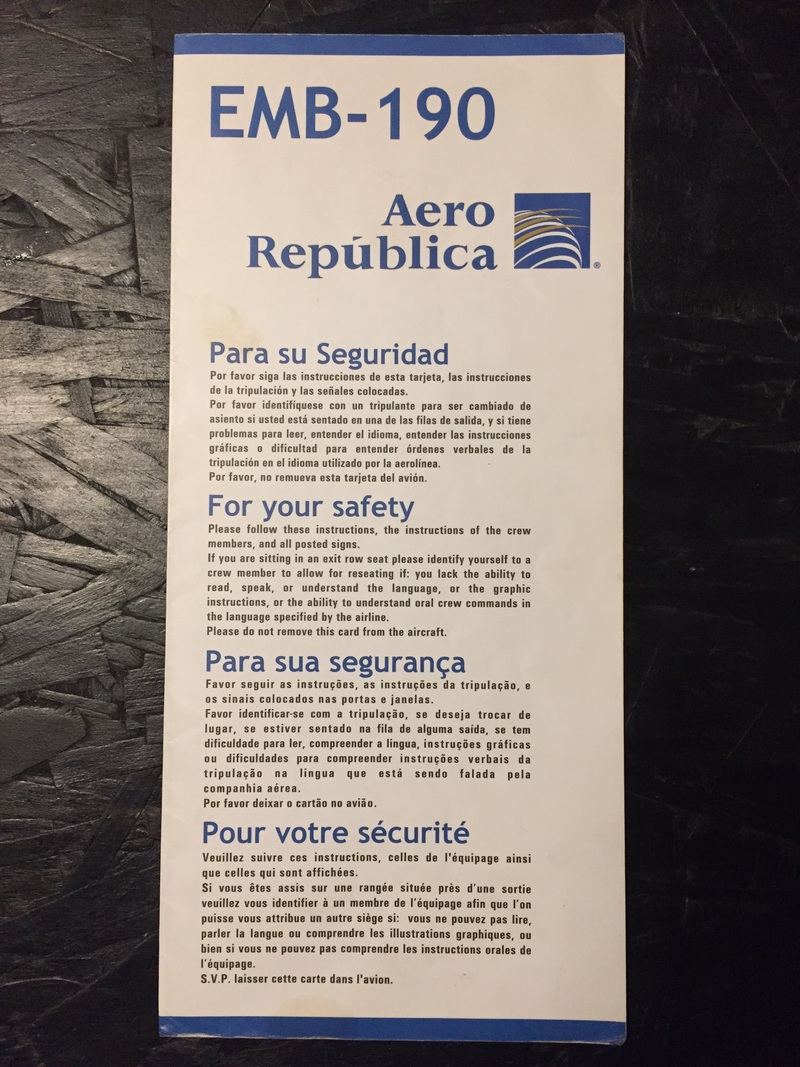 EMB-190
Aero
República
®
Para su Seguridad
Por favor siga las instrucciones de esta tarjeta, las instrucciones
de la tripulación y las señales colocadas.
Por favor identifíquese con un tripulante para ser cambiado de
asiento si usted está sentado en una de las filas de salida, y si tiene
problemas para leer, entender el idioma, entender las instrucciones
gráficas o dificultad para entender órdenes verbales de la
tripulación en el idioma utilizado por la aerolínea.
Por favor, no remueva esta tarjeta del avión.
For your safety
Please follow these instructions, the instructions of the crew
members, and all posted signs.
If you are sitting in an exit row seat please identify yourself to a
crew member to allow for reseating if: you lack the ability to
read, speak, or understand the language, or the graphic
instructions, or the ability to understand oral crew commands in
the language specified by the airline.
Please do not remove this card from the aircraft.
Para sua segurança
Favor seguir as instruções, as instruções da tripulação, e
os sinais colocados nas portas e janelas.
Favor identificar-se com a tripulação, se deseja trocar de
lugar, se estiver sentado na fila de alguma saída, se tem
dificuldade para ler, compreender a lingua, instruções gráficas
ou dificuldades para compreender instruções verbais da
tripulação na lingua que está sendo falada pela
companhia aérea.
Por favor deixar o cartão no avião.
Pour votre sécurité
Veuillez suivre ces instructions, celles de l'équipage ainsi
que celles qui sont affichées.
Si vous êtes assis sur une rangée située près d'une sortie
veuillez vous identifier à un membre de l'équipage afin que l'on
puisse vous attribue un autre siège si: vous ne pouvez pas lire,
parler la langue ou comprendre les illustrations graphiques, ou
bien si vous ne pouvez pas comprendre les instructions orales de
l'équipage.
S.V.P. laisser cette carte dans l'avion.